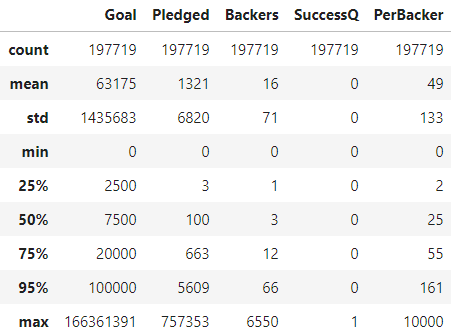 Goal Pledged Backers SuccessQ PerBacker
count 197719 197719 197719 197719 197719
mean 63175 1321 16 0 49
std 1435683 6820 71 0 133
min 0 0 0 0 0
25% 2500 3 1 0 2
50% 7500 100 3 0 25
75% 20000 663 12 0 55
95% 100000 5609 66 0 161
max 166361391 757353 6550 1 10000